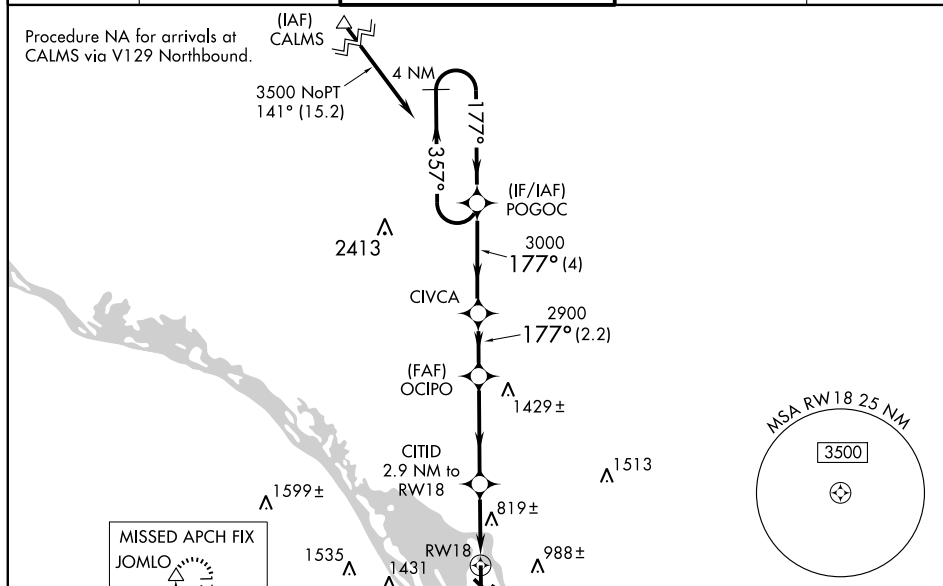 Procedure NA for arrivals at
CALMS via V129 Northbound.
(IAF)
CALMS
3500 NoPT
141° (15.2)
4 NM
177°
357°
(IF/IAF)
POGOC
2413
3000
177° (4)
CIVCA
2900
177° (2.2)
(FAF)
OCIPO
1429±
MSA RW18 25 NM
3500
CITID
2.9 NM to
RW18
1513
1599±
819±
MISSED APCH FIX
JOMLO
1535
1431
RW18
988±